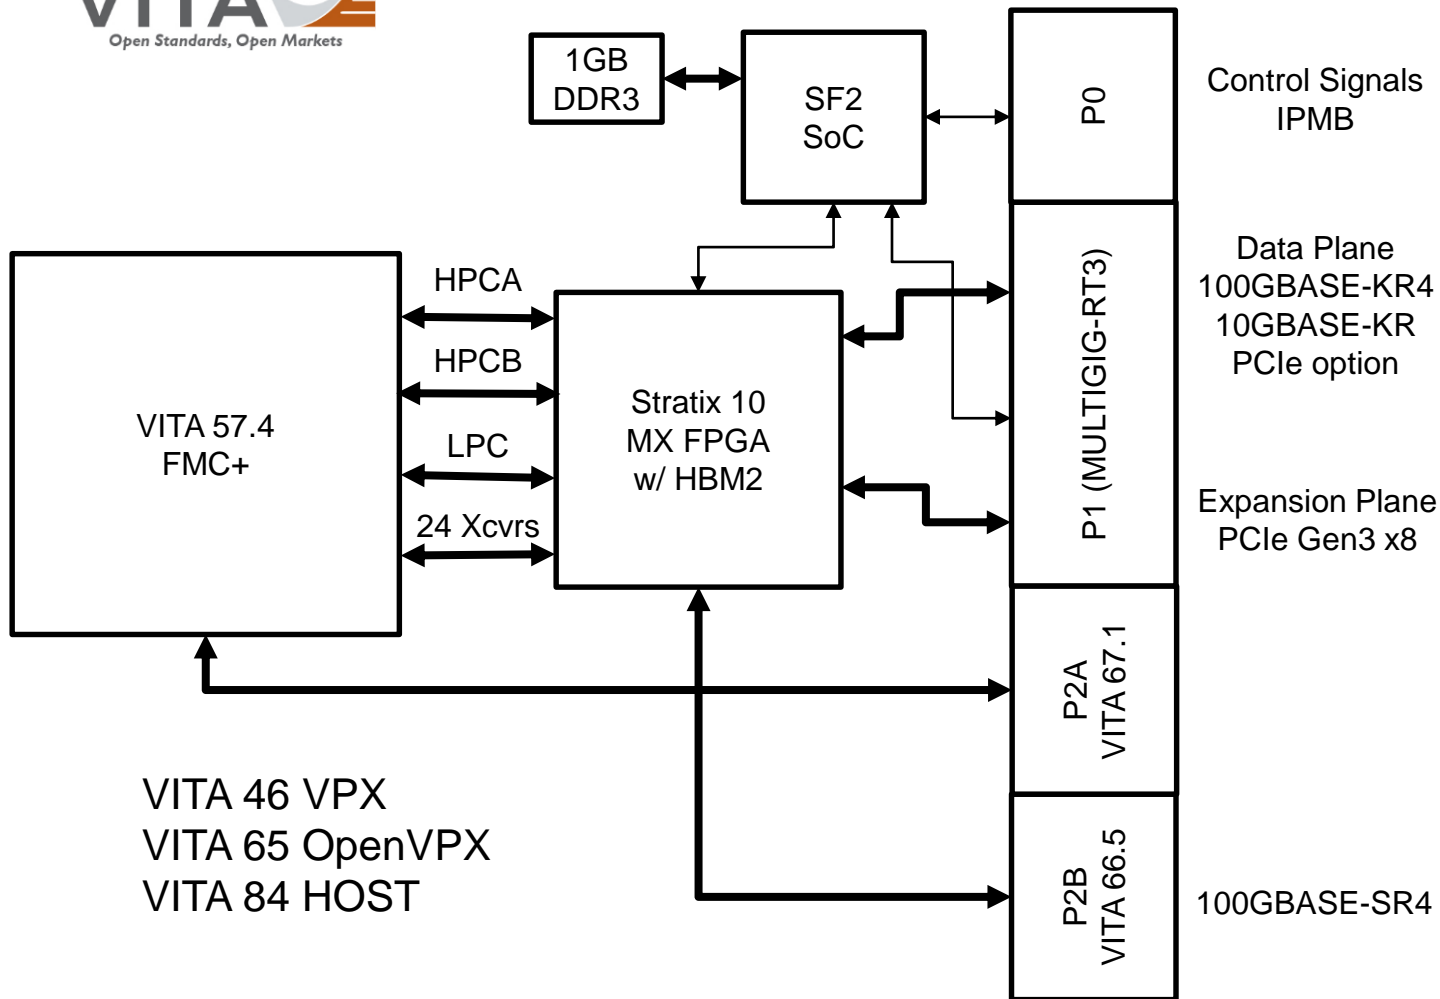 VITA
Open Standards, Open Markets
1GB
DDR3
SF2
SoC
P0
Control Signals
IPMB
HPCA
HPCB
LPC
24 Xcvrs
VITA 57.4
FMC+
Stratix 10
MX FPGA
w/ HBM2
P1 (MULTIGIG-RT3)
Data Plane
100GBASE-KR4
10GBASE-KR
PCIe option
Expansion Plane
PCIe Gen3 x8
P2A
VITA 67.1
VITA 46 VPX
VITA 65 OpenVPX
VITA 84 HOST
P2B
VITA 66.5
100GBASE-SR4